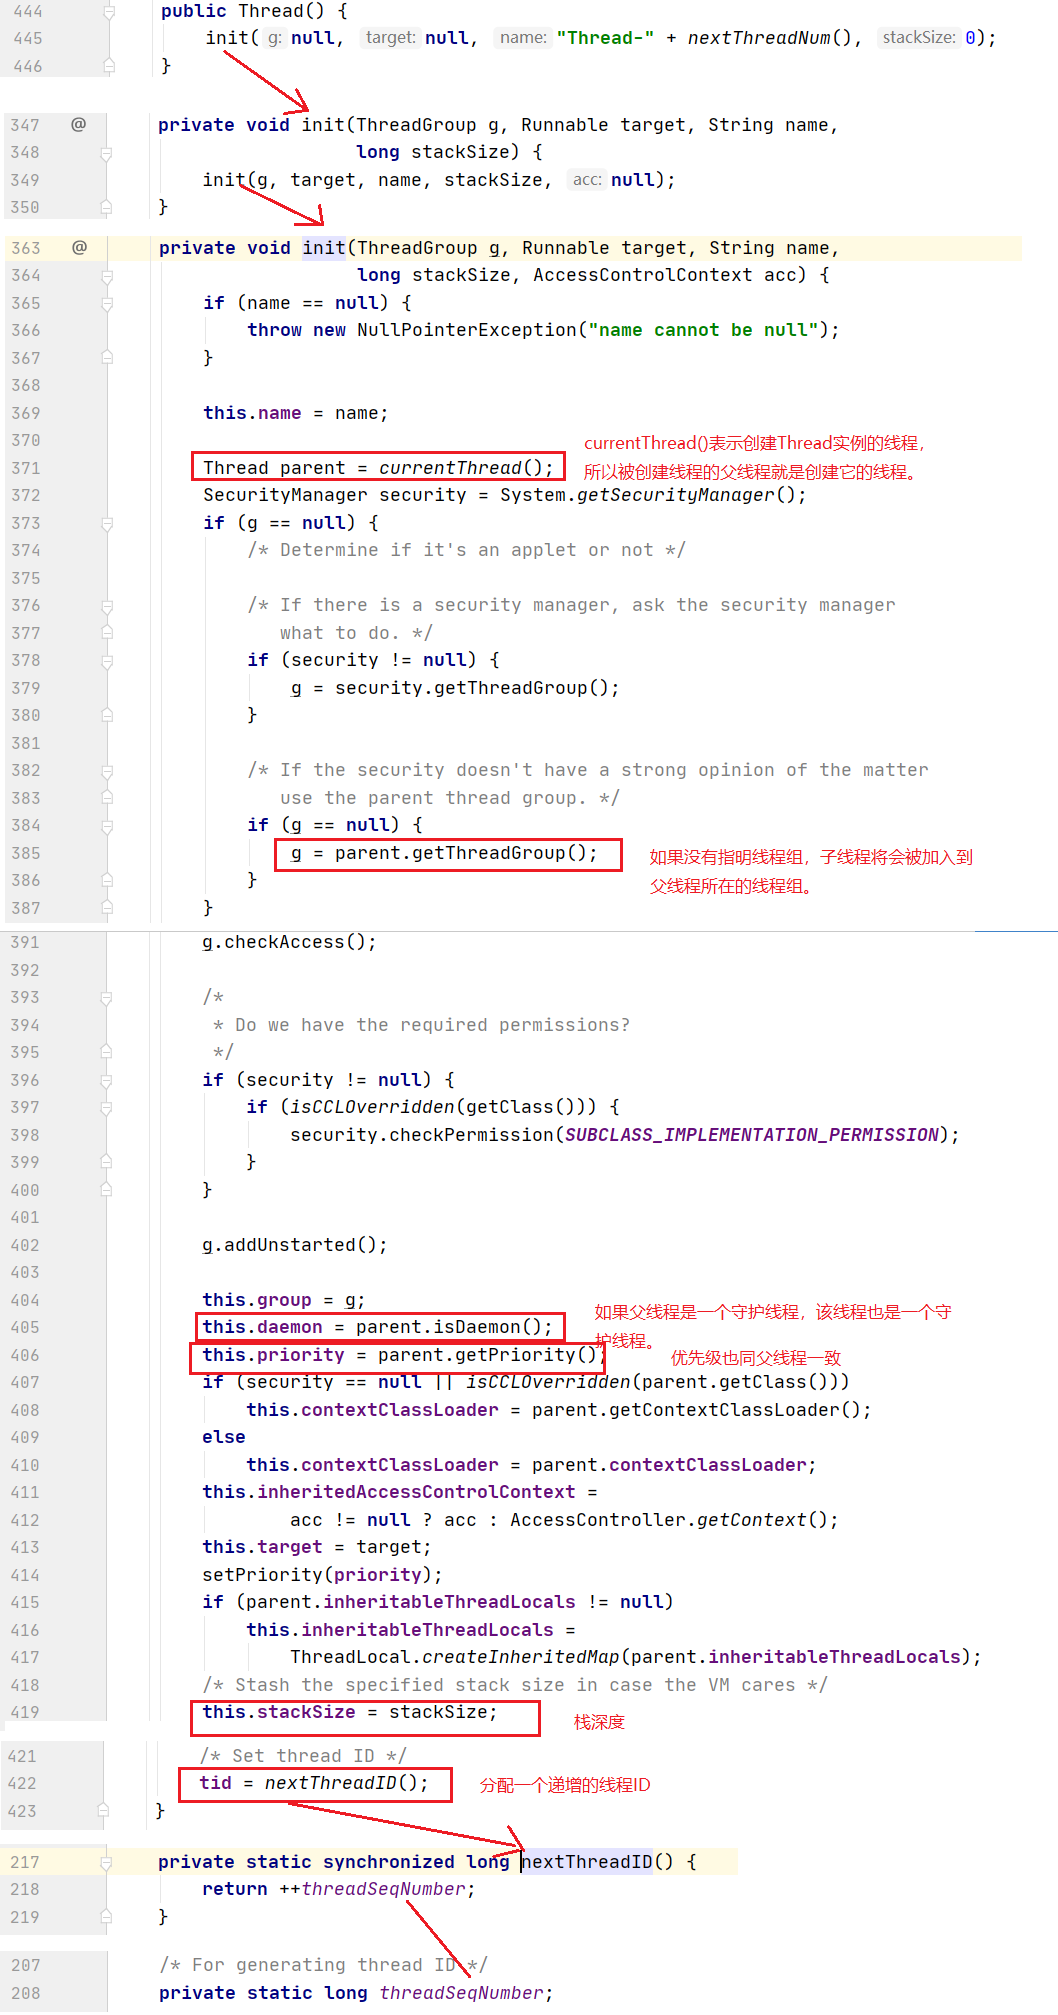 444 public Thread() {
445 init( g: null, target: null, name: "Thread-" + nextThreadNum(), stackSize: 0);
446 }
347 @ private void init(ThreadGroup g, Runnable target, String name,
348 long stackSize) {
349 init(g, target, name, stackSize, acc: null);
350 }
363 @ private void init(ThreadGroup g, Runnable target, String name,
364 long stackSize, AccessControlContext acc) {
365 if (name == null) {
366 throw new NullPointerException("name cannot be null");
367 }
368
369 this.name = name;
370
currentThread()表示创建Thread实例的线程，
371 Thread parent = currentThread();
所以被创建线程的父线程就是创建它的线程。
372 SecurityManager security = System.getSecurityManager();
373 if (g == null) {
374 /* Determine if it's an applet or not */
375
376 /* If there is a security manager, ask the security manager
377 what to do. */
378 if (security != null) {
379 g = security.getThreadGroup();
380 }
381
382 /* If the security doesn't have a strong opinion of the matter
383 use the parent thread group. */
384 if (g == null) {
385 g = parent.getThreadGroup();
如果没有指明线程组，子线程将会被加入到
386 }
父线程所在的线程组。
387 }
391 g.checkAccess();
392
393 /*
394 * Do we have the required permissions?
395 */
396 if (security != null) {
397 if (isCCLOverridden(getClass())) {
398 security.checkPermission(SUBCLASS_IMPLEMENTATION_PERMISSION);
399 }
400 }
401
402 g.addUnstarted();
403
404 this.group = g;
如果父线程是一个守护线程，该线程也是一个守
405 this.daemon = parent.isDaemon();
护线程。
406 this.priority = parent.getPriority();
优先级也同父线程一致
407 if (security == null || isCCLOverridden(parent.getClass()))
408 this.contextClassLoader = parent.getContextClassLoader();
409 else
410 this.contextClassLoader = parent.contextClassLoader;
411 this.inheritedAccessControlContext =
412 acc != null ? acc : AccessController.getContext();
413 this.target = target;
414 setPriority(priority);
415 if (parent.inheritableThreadLocals != null)
416 this.inheritableThreadLocals =
417 ThreadLocal.createInheritedMap(parent.inheritableThreadLocals);
418 /* Stash the specified stack size in case the VM cares */
419 this.stackSize = stackSize;
栈深度
421 /* Set thread ID */
422 tid = nextThreadID();
分配一个递增的线程ID
423 }
217 private static synchronized long nextThreadID() {
218 return ++threadSeqNumber;
219 }
207 /* For generating thread ID */
208 private static long threadSeqNumber;